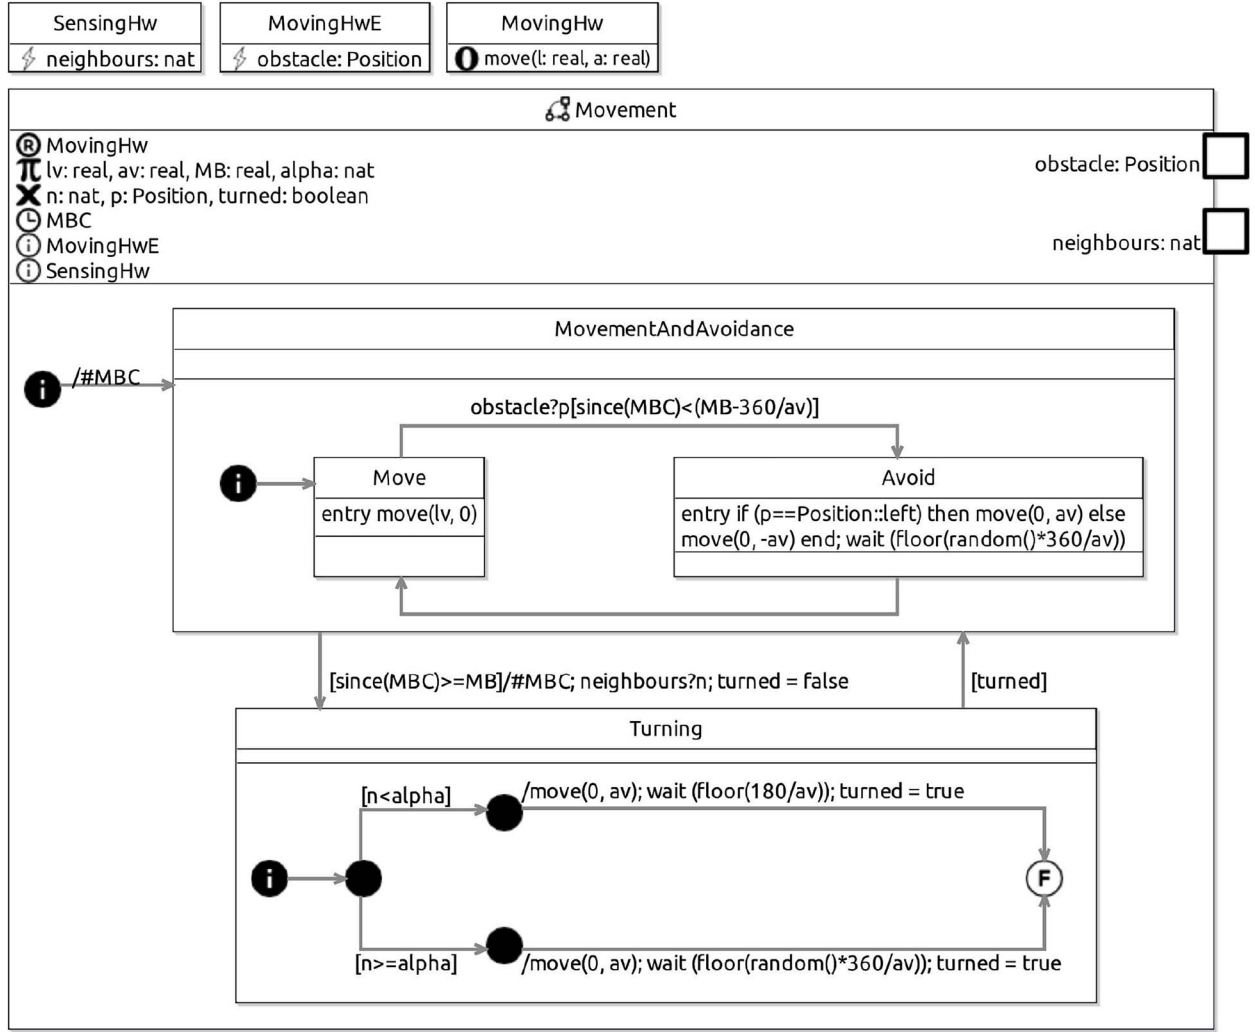 SensingHw
neighbours: nat
MovingHwE
obstacle: Position
MovingHw
O move(l: real, a: real)
Movement
R MovingHw
π lv: real, av: real, MB: real, alpha: nat
n: nat, p: Position, turned: boolean
MBC
i MovingHwE
i SensingHw
obstacle: Position
neighbours: nat
MovementAndAvoidance
i
/#MBC
obstacle?p[since(MBC)<(MB-360/av)]
i
Move
entry move(lv, 0)
Avoid
entry if (p==Position::left) then move(0, av) else
move(0, -av) end; wait (floor(random()*360/av))
[since(MBC)>=MB]/#MBC; neighbours?n; turned = false
[turned]
Turning
[n<alpha]
/move(0, av); wait (floor(180/av)); turned = true
i
F
[n>=alpha]
/move(0, av); wait (floor(random()*360/av)); turned = true